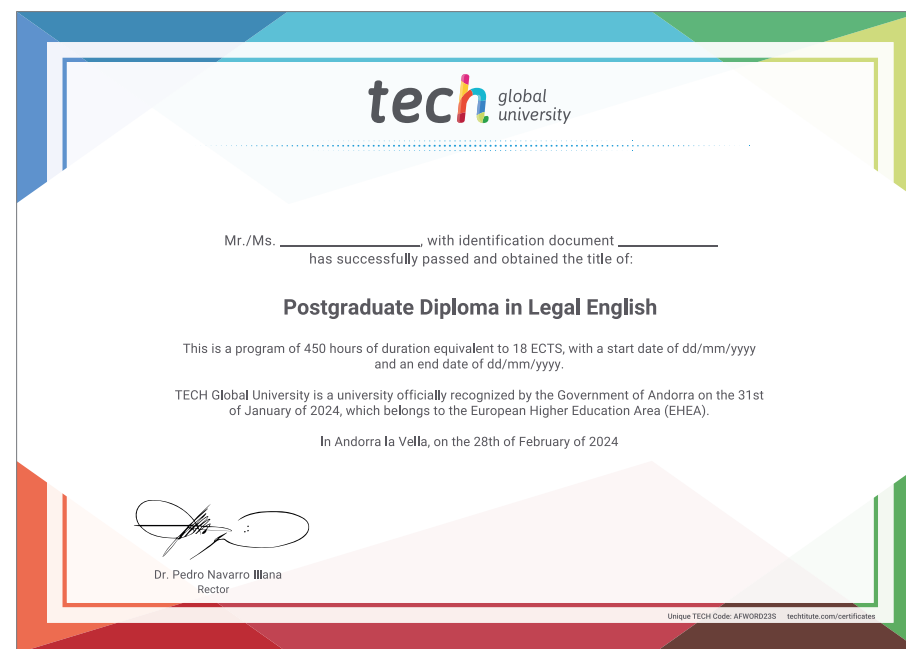 tech global university
Mr./Ms. ____________________, with identification document ______________
has successfully passed and obtained the title of:
Postgraduate Diploma in Legal English
This is a program of 450 hours of duration equivalent to 18 ECTS, with a start date of dd/mm/yyyy
and an end date of dd/mm/yyyy.
TECH Global University is a university officially recognized by the Government of Andorra on the 31st
of January of 2024, which belongs to the European Higher Education Area (EHEA).
In Andorra la Vella, on the 28th of February of 2024
Dr. Pedro Navarro Illana
Rector
Unique TECH Code: AFWORD23S techtitute.com/certificates